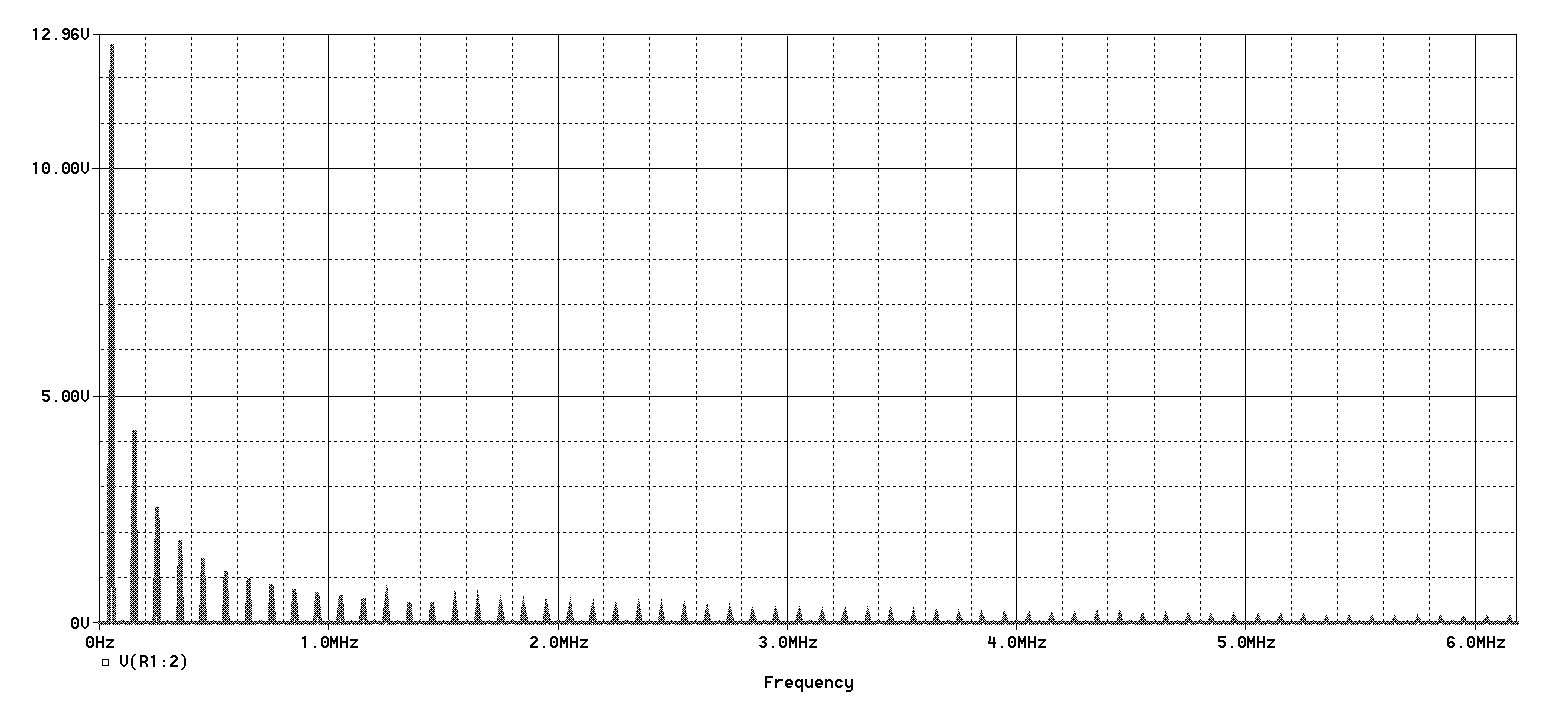 12.96V
10.00V
5.00V
0V
0Hz 1.0MHz 2.0MHz 3.0MHz 4.0MHz 5.0MHz 6.0MHz
V(R1:2)
Frequency